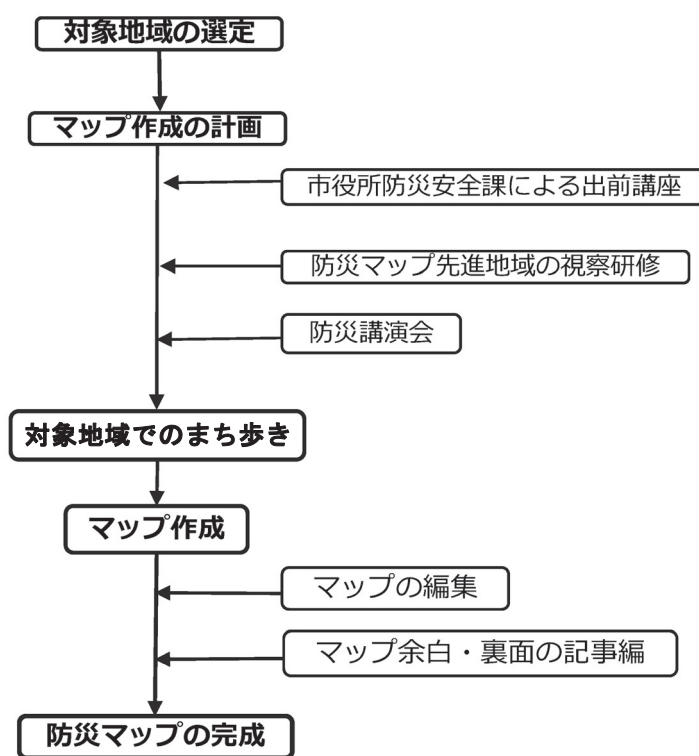 対象地域の選定
マップ作成の計画
市役所防災安全課による出前講座
防災マップ先進地域の視察研修
防災講演会
対象地域でのまち歩き
マップ作成
マップの編集
マップ余白・裏面の記事編
防災マップの完成